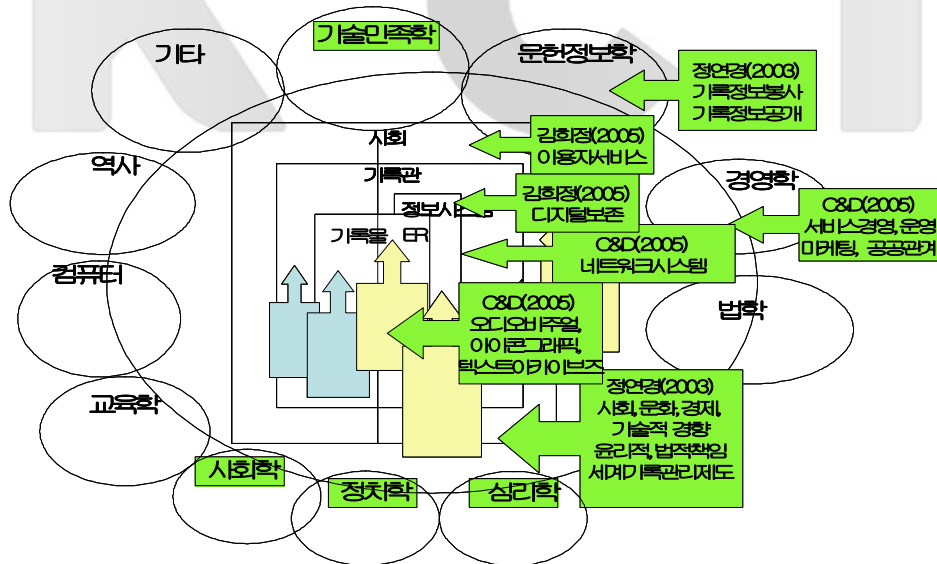 기술민족학
기타
문헌정보학
정연경(2003)
기록정보봉사
기록정보공개
사회
김희정(2005)
이용자서비스
역사
기록관
경영학
김희정(2005)
디지털보존
C&D(2005)
서비스경영, 운영
마케팅, 공공관계
기록물 ER
C&D(2005)
네트워크시스템
컴퓨터
C&D(2005)
오디오비주얼,
아이콘그래픽,
텍스트아카이브즈
법학
정연경(2003)
사회, 문화, 경제,
기술적 경향
윤리적, 법적책임
세계기록관리제도
교육학
사회학
정치학
심리학